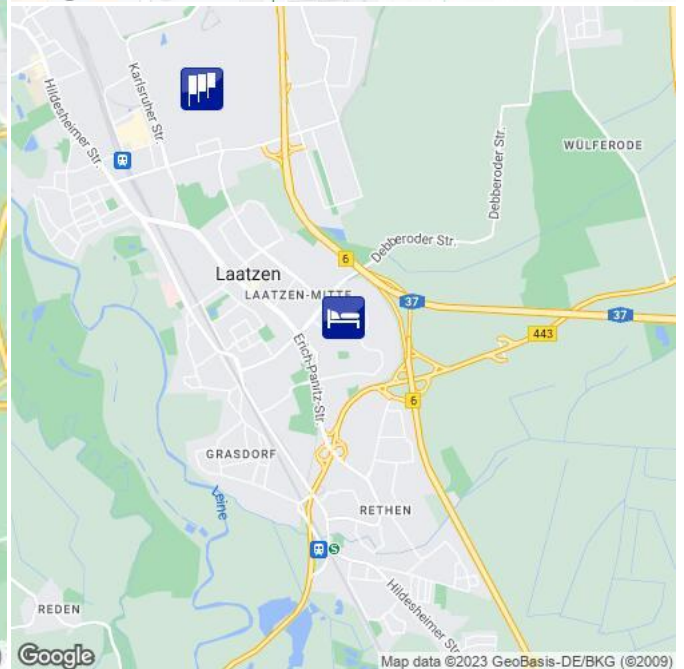 Hildesheimer Str.
Karlsruher Str.
WÜLFERODE
Debberoder Str.
Debberoder Str.
6
Laatzen
LAATZEN-MITTE
37
37
443
Erich-Panitz-Str.
6
GRASDORF
Leine
RETHEN
S
Hildesheimer Str.
REDEN
Google
Map data ©2023 GeoBasis-DE/BKG (©2009)